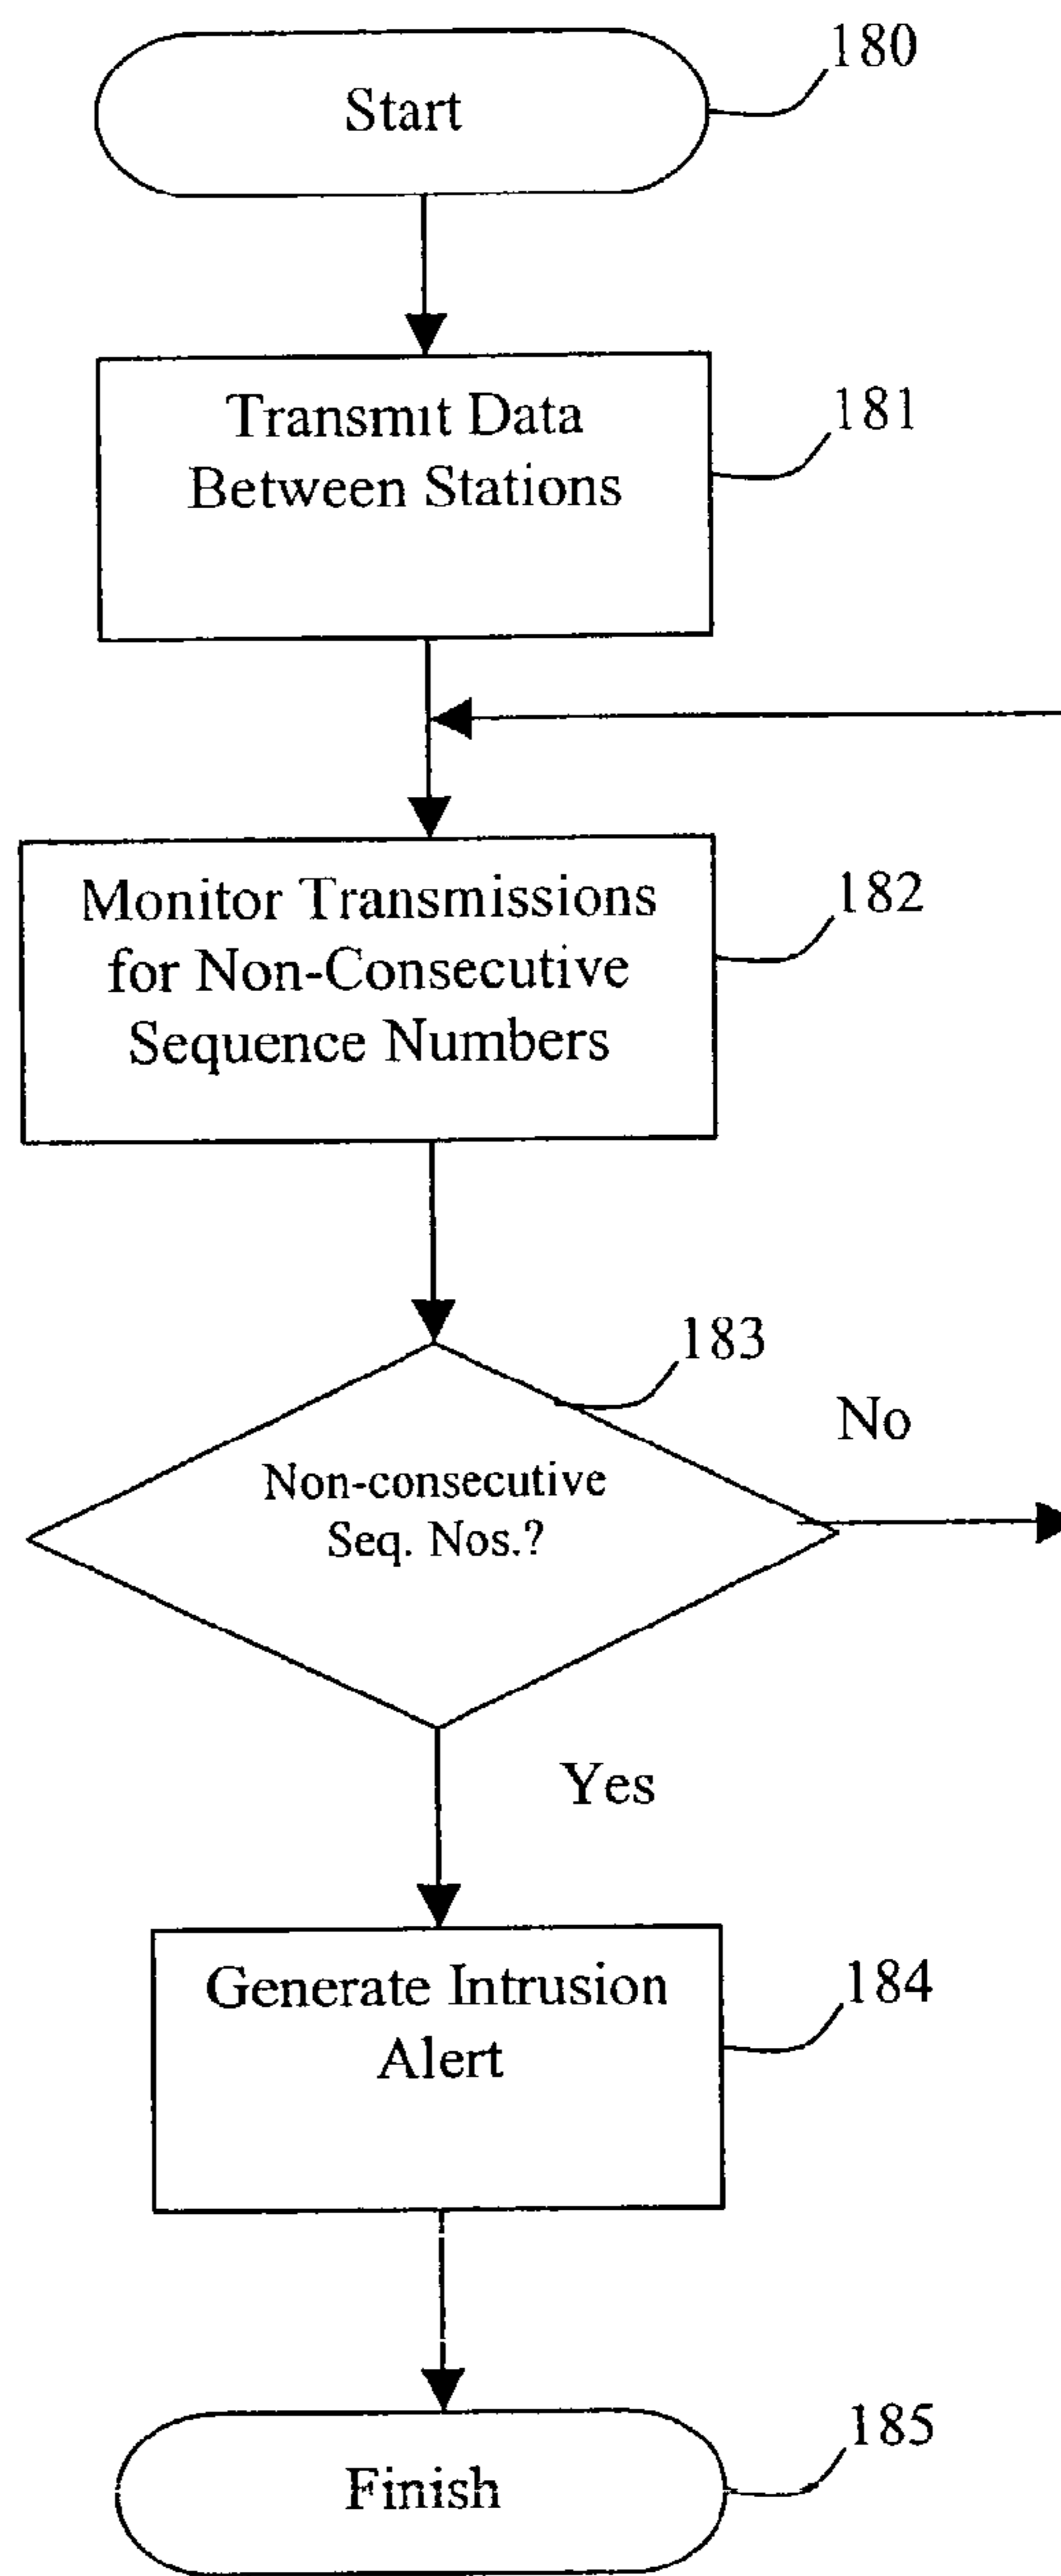 180
Start
181
Transmit Data
Between Stations
182
Monitor Transmissions
for Non-Consecutive
Sequence Numbers
183
No
Non-consecutive
Seq. Nos.?
Yes
184
Generate Intrusion
Alert
185
Finish